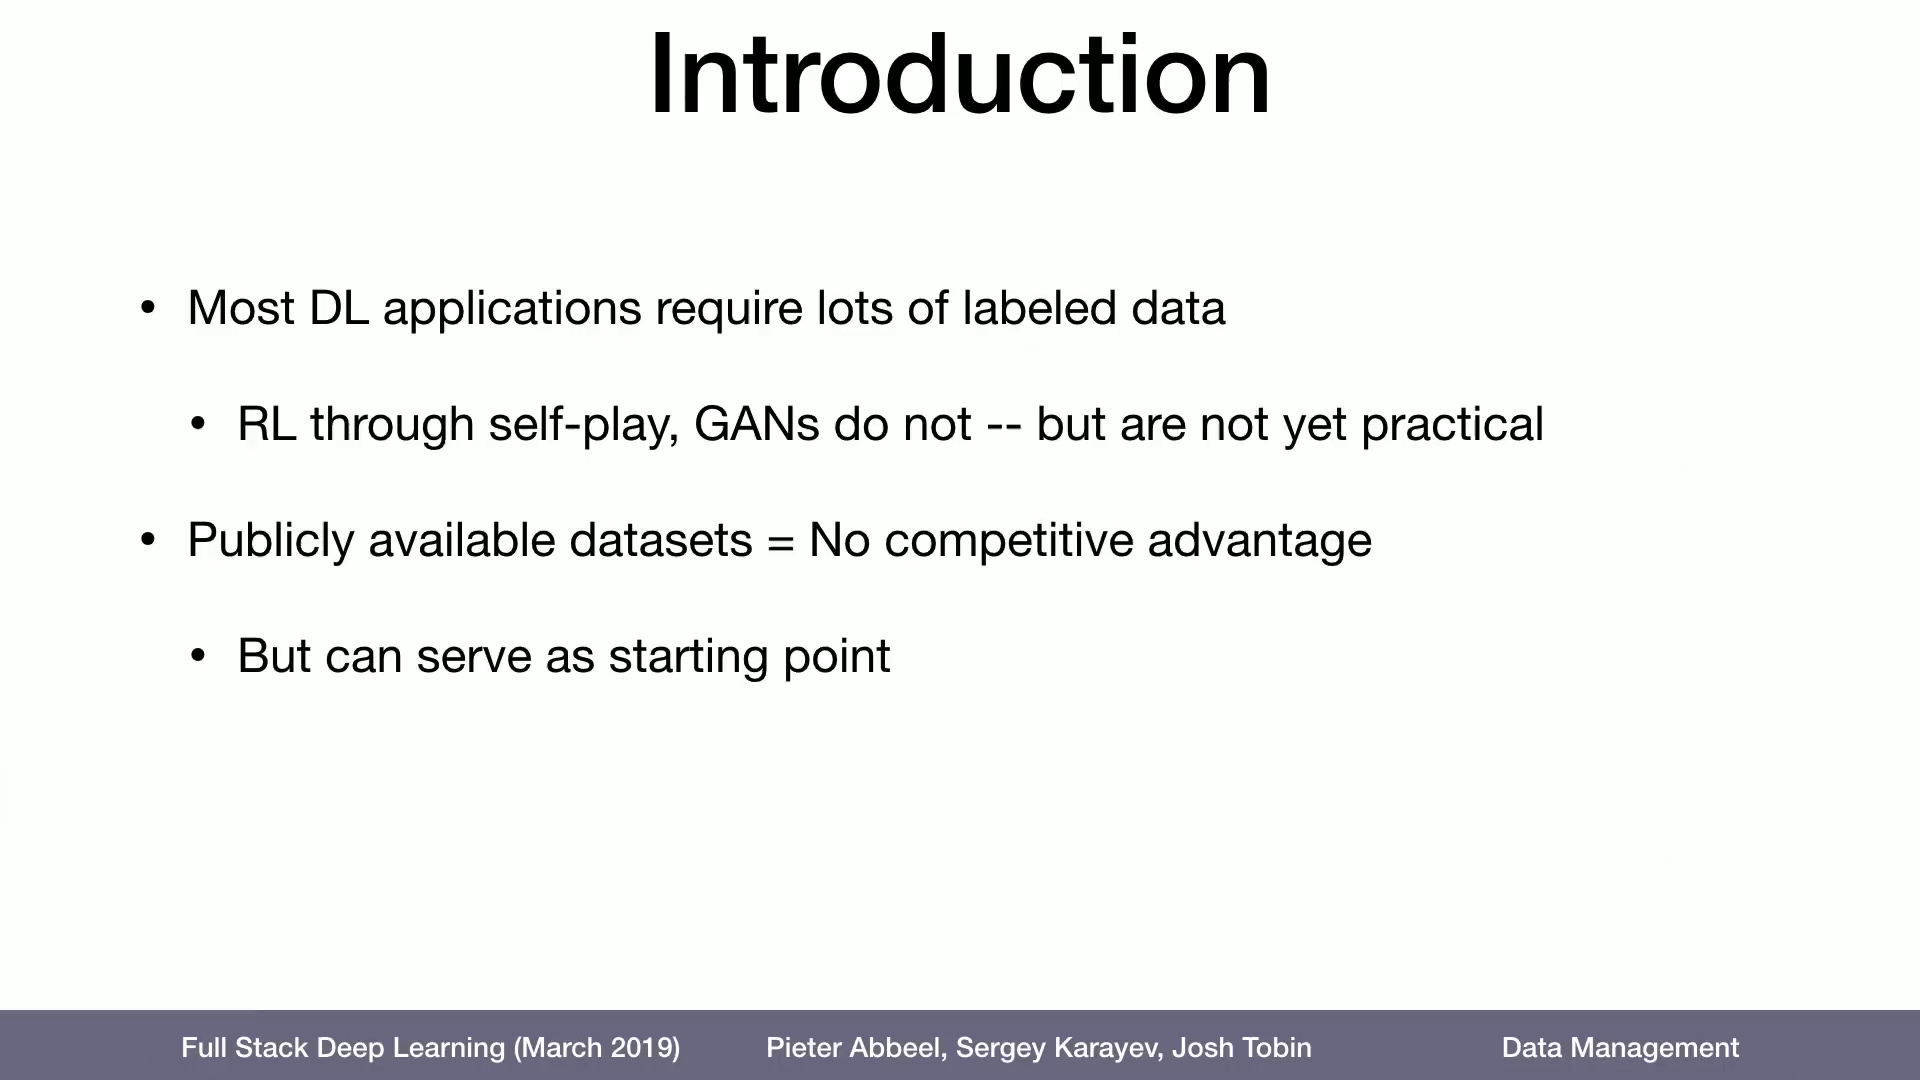 Introduction
• Most DL applications require lots of labeled data
• RL through self-play, GANs do not -- but are not yet practical
• Publicly available datasets = No competitive advantage
• But can serve as starting point
Full Stack Deep Learning (March 2019) Pieter Abbeel, Sergey Karayev, Josh Tobin Data Management